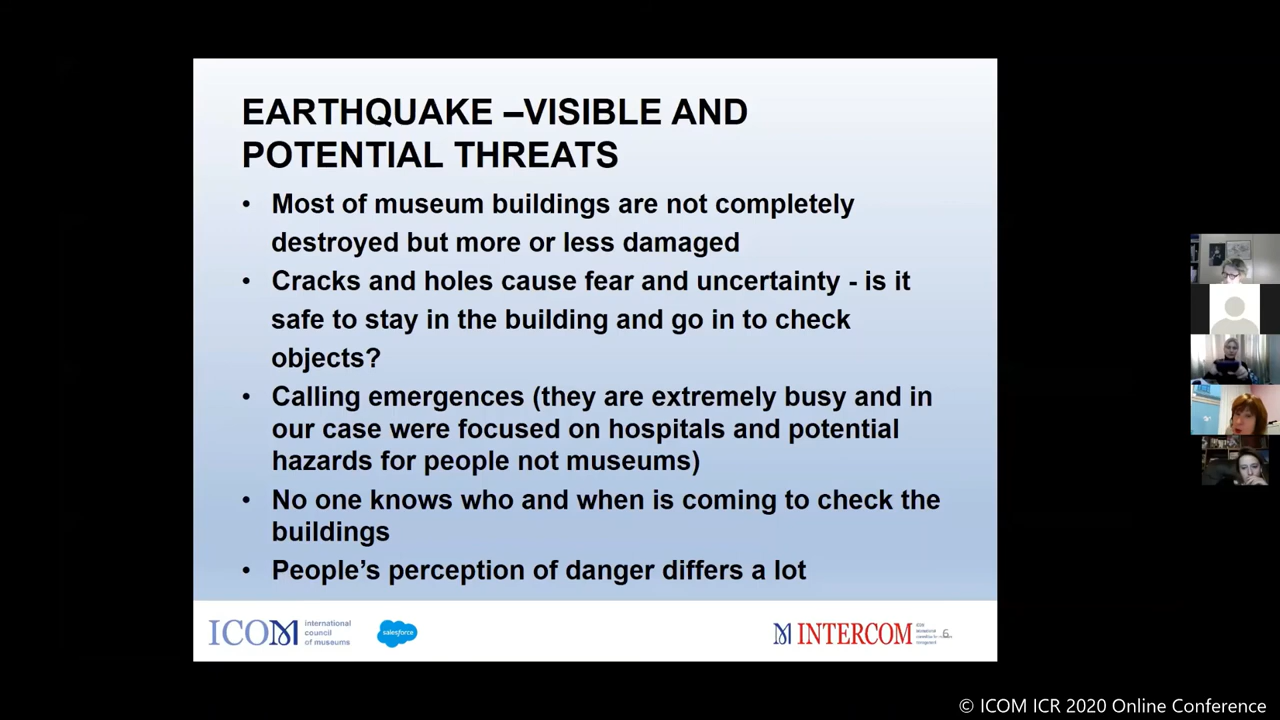 EARTHQUAKE –VISIBLE AND
POTENTIAL THREATS
• Most of museum buildings are not completely
destroyed but more or less damaged
• Cracks and holes cause fear and uncertainty - is it
safe to stay in the building and go in to check
objects?
• Calling emergences (they are extremely busy and in
our case were focused on hospitals and potential
hazards for people not museums)
• No one knows who and when is coming to check the
buildings
• People’s perception of danger differs a lot
ICOM
international
council
of museums
salesforce
INTERCOM
6
© ICOM ICR 2020 Online Conference